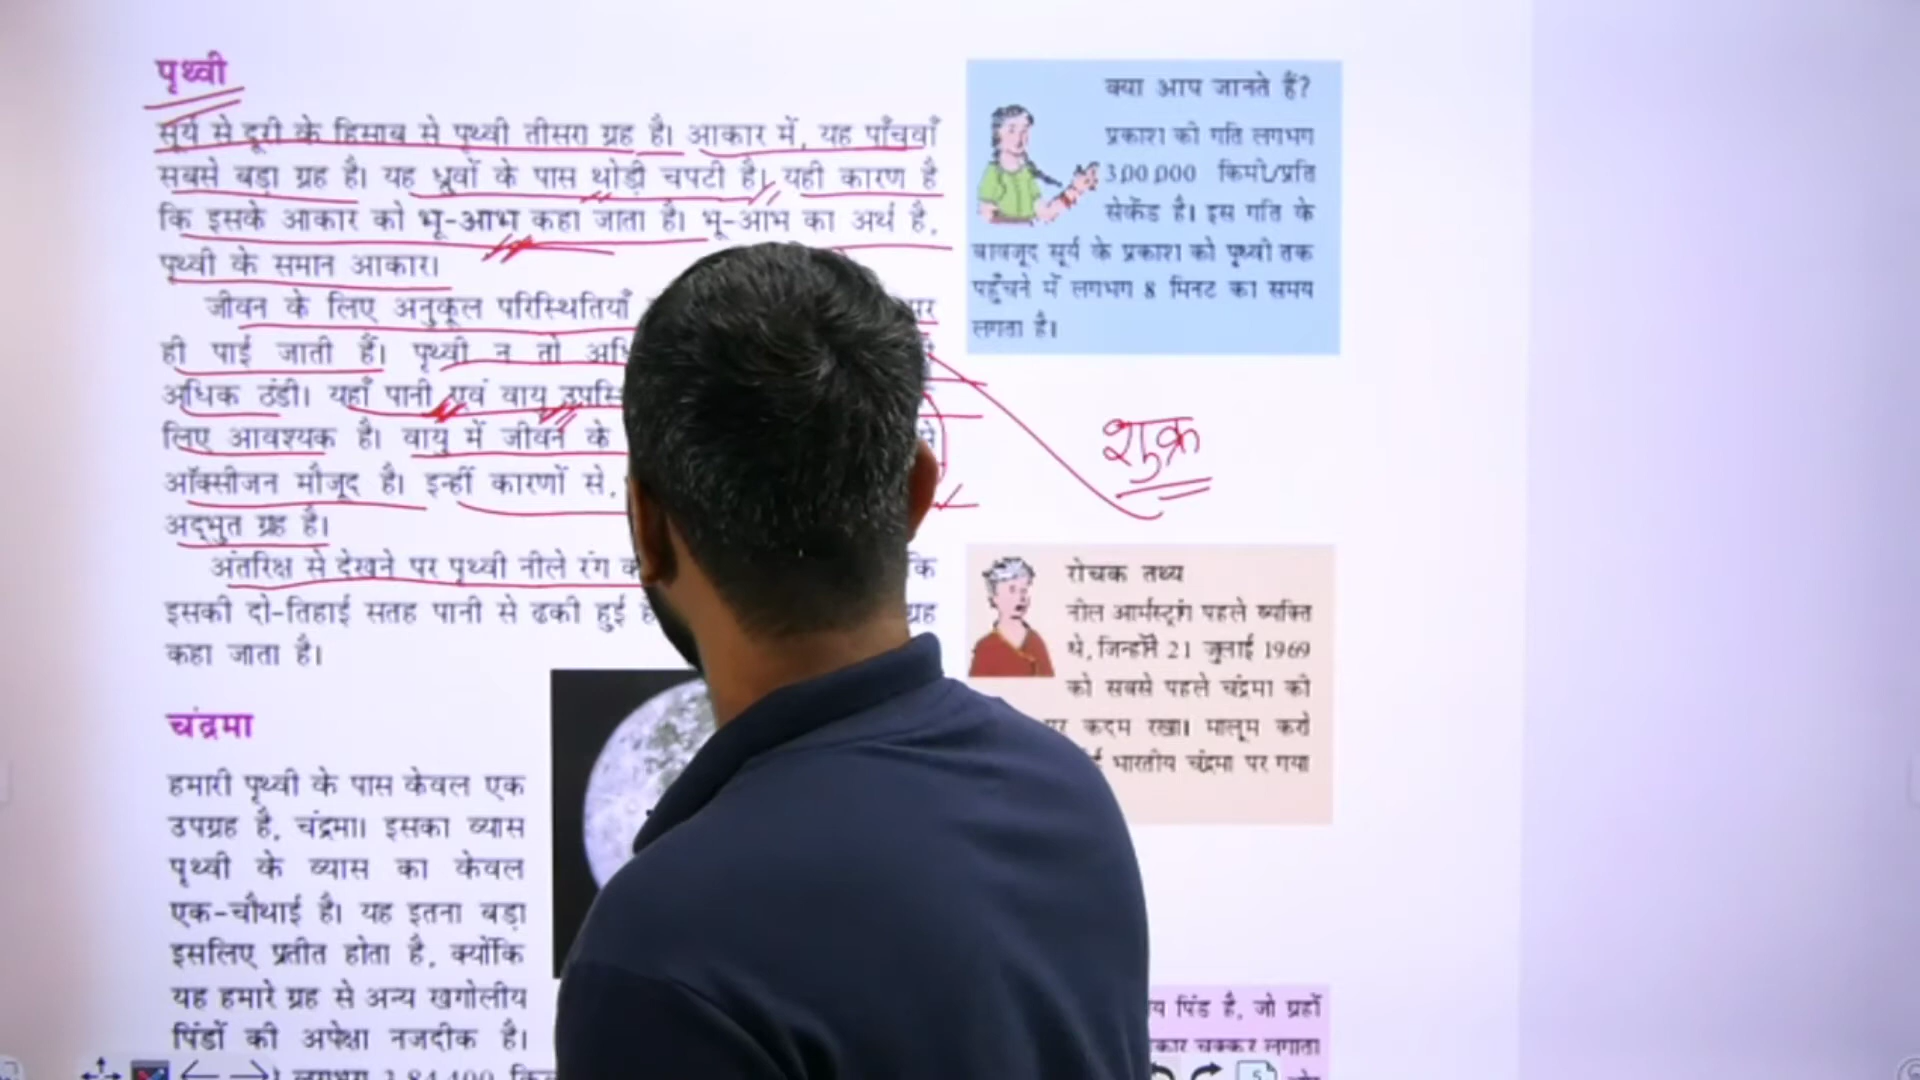 पृथ्वी
सूर्य से दूरी के हिसाब से पृथ्वी तीसरा ग्रह है। आकार में, यह पाँचवाँ
सबसे बड़ा ग्रह है। यह ध्रुवों के पास थोड़ी चपटी है। यही कारण है
कि इसके आकार को भू-आभ कहा जाता है। भू-आभ का अर्थ है,
पृथ्वी के समान आकार।
जीवन के लिए अनुकूल परिस्थितियाँ
ही पाई जाती हैं। पृथ्वी न तो
अधिक ठंडी। यहाँ पानी एवं वायु
लिए आवश्यक है। वायु में जीवन के
ऑक्सीजन मौजूद है। इन्हीं कारणों से,
अद्भुत ग्रह है।
अंतरिक्ष से देखने पर पृथ्वी नीले रंग
इसकी दो-तिहाई सतह पानी से ढकी हुई
कहा जाता है।
चंद्रमा
हमारी पृथ्वी के पास केवल एक
उपग्रह है, चंद्रमा। इसका व्यास
पृथ्वी के व्यास का केवल
एक-चौथाई है। यह इतना बड़ा
इसलिए प्रतीत होता है, क्योंकि
यह हमारे ग्रह से अन्य खगोलीय
पिंडों की अपेक्षा नजदीक है।
क्या आप जानते हैं?
प्रकाश की गति लगभग
3,00,000 किमी०/प्रति
सेकेंड है। इस गति के
बावजूद सूर्य के प्रकाश को पृथ्वी तक
पहुँचने में लगभग 8 मिनट का समय
लगता है।
शुक्र
रोचक तथ्य
नील आर्मस्ट्रांग पहले व्यक्ति
थे, जिन्होंने 21 जुलाई 1969
को सबसे पहले चंद्रमा की
पर कदम रखा। मालूम करो
भारतीय चंद्रमा पर गया
पिंड है, जो ग्रहों
चक्कर लगाता
5